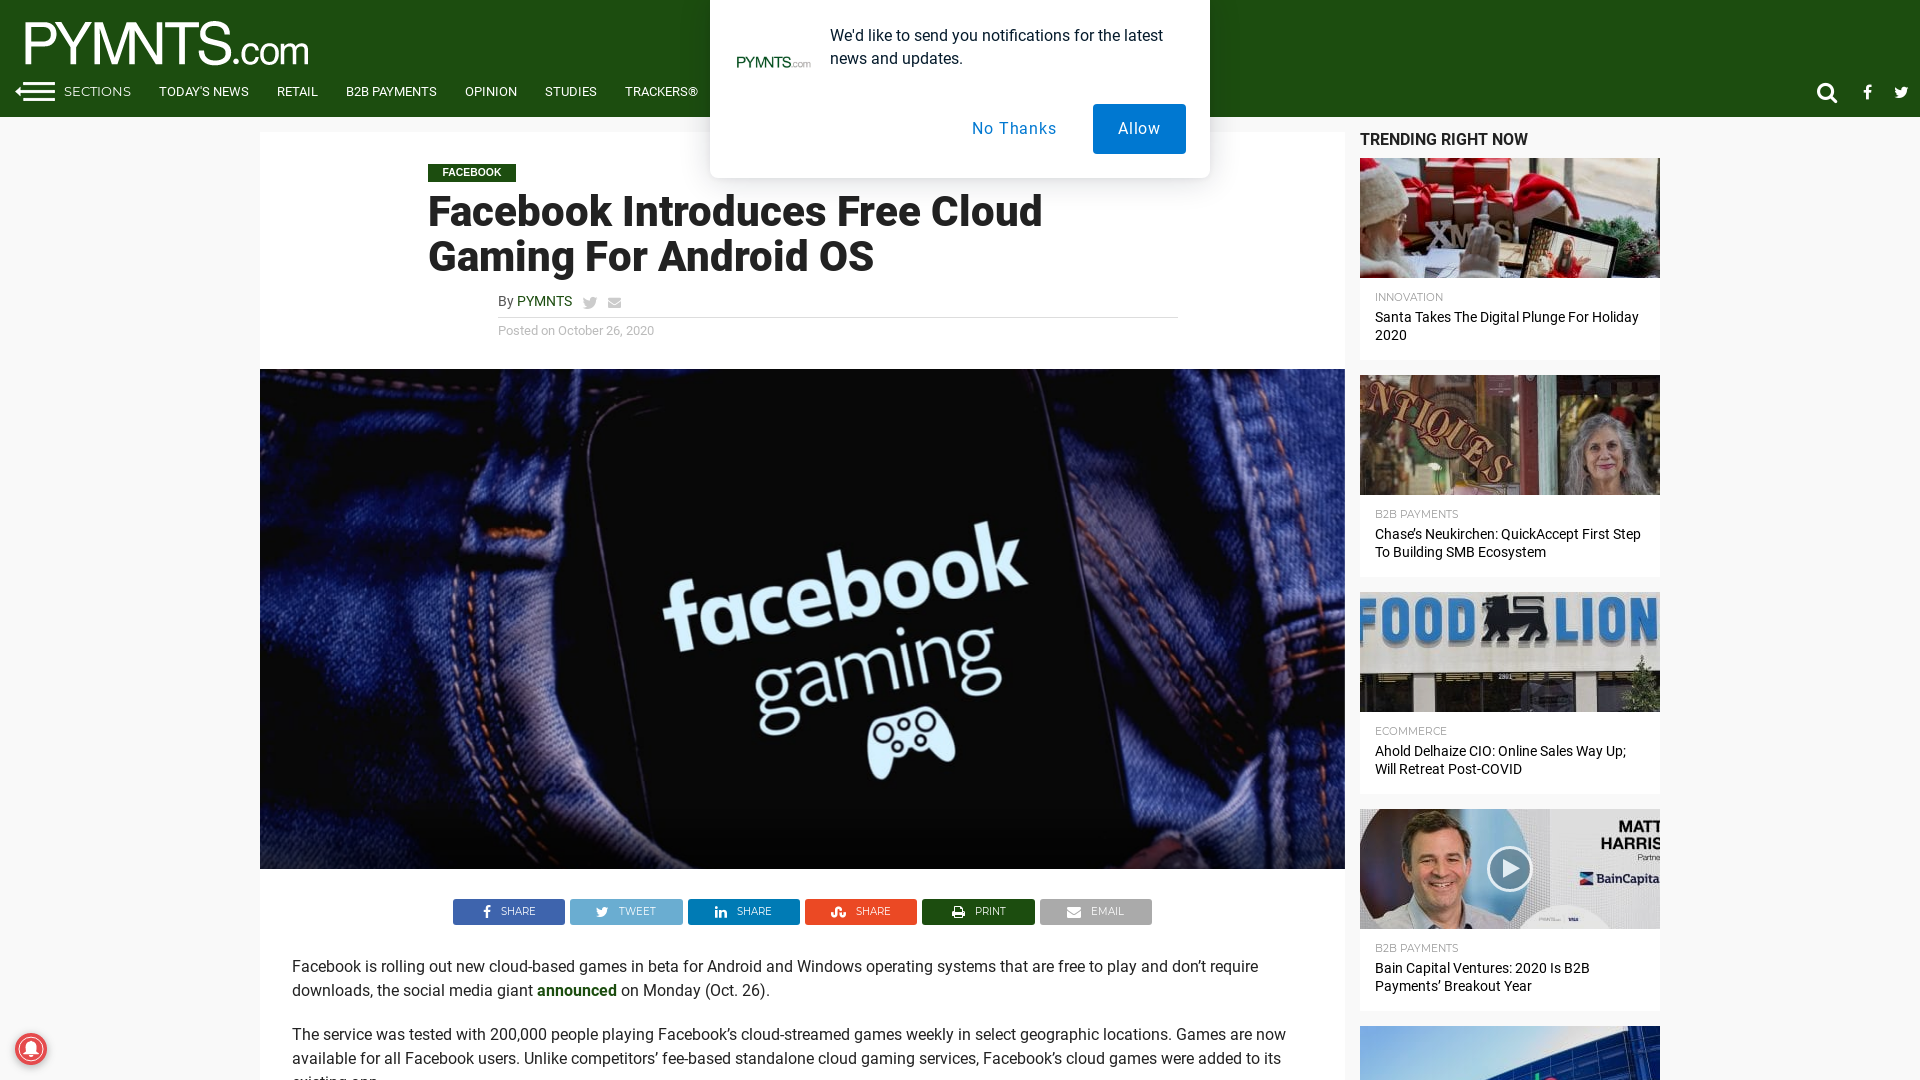 PYMNTS.com
SECTIONS
TODAY'S NEWS
RETAIL
B2B PAYMENTS
OPINION
STUDIES
TRACKERS®
PYMNTS.com
We'd like to send you notifications for the latest
news and updates.
No Thanks
Allow
FACEBOOK
Facebook Introduces Free Cloud
Gaming For Android OS
By PYMNTS
Posted on October 26, 2020
facebook
gaming
SHARE
TWEET
SHARE
SHARE
PRINT
EMAIL
Facebook is rolling out new cloud-based games in beta for Android and Windows operating systems that are free to play and don’t require
downloads, the social media giant announced on Monday (Oct. 26).
The service was tested with 200,000 people playing Facebook’s cloud-streamed games weekly in select geographic locations. Games are now
available for all Facebook users. Unlike competitors’ fee-based standalone cloud gaming services, Facebook’s cloud games were added to its
existing app.
TRENDING RIGHT NOW
XMAS
INNOVATION
Santa Takes The Digital Plunge For Holiday
2020
ANTIQUES
B2B PAYMENTS
Chase’s Neukirchen: QuickAccept First Step
To Building SMB Ecosystem
FOOD LION
2801
ECOMMERCE
Ahold Delhaize CIO: Online Sales Way Up;
Will Retreat Post-COVID
MATT
HARRIS
Partne
BainCapita
B2B PAYMENTS
Bain Capital Ventures: 2020 Is B2B
Payments’ Breakout Year